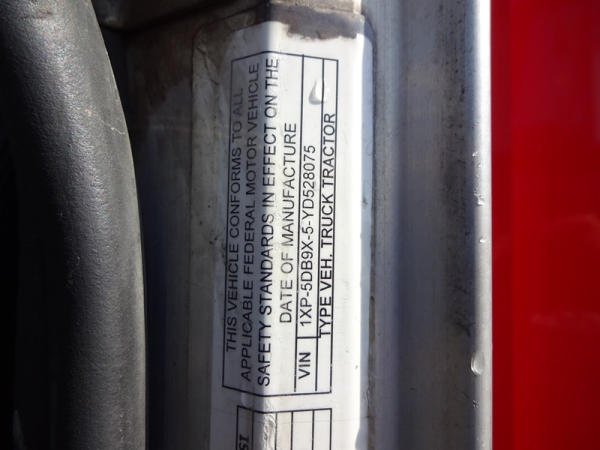 THIS VEHICLE CONFORMS TO ALL
APPLICABLE FEDERAL MOTOR VEHICLE
SAFETY STANDARDS IN EFFECT ON THE
DATE OF MANUFACTURE
VIN 1XP-5DB9X-5-YD528075
TYPE VEH. TRUCK TRACTOR